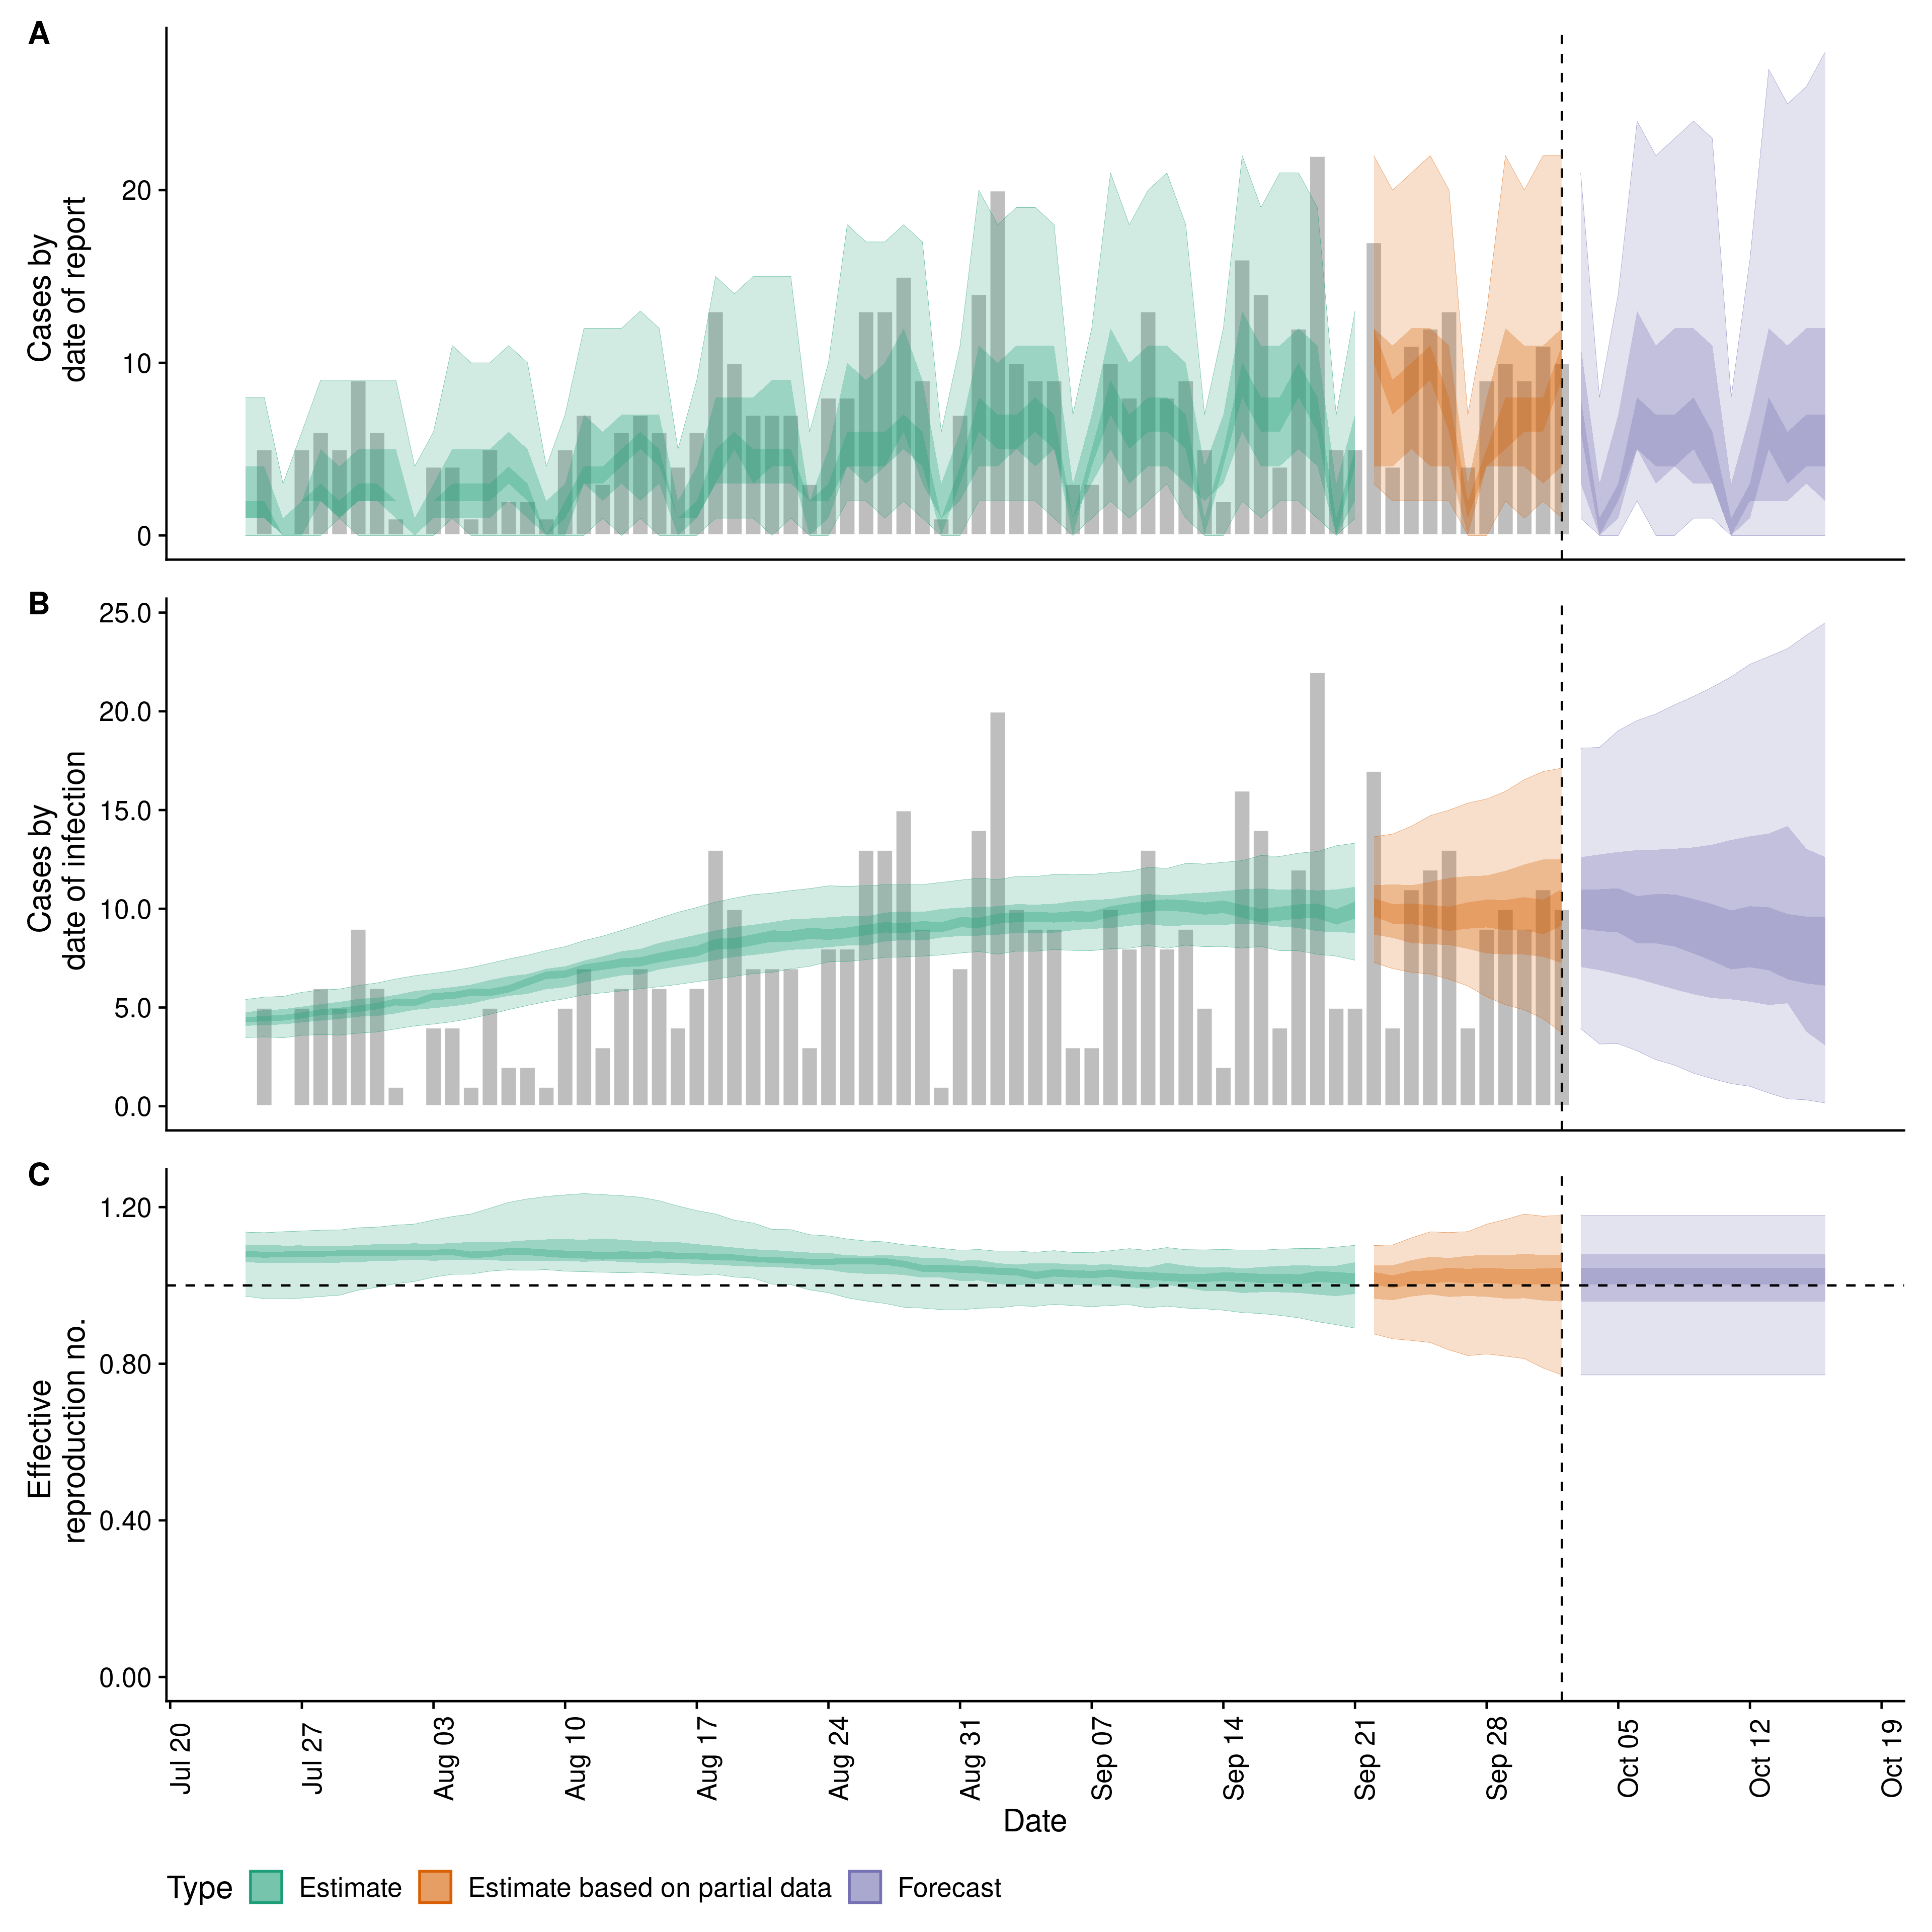 A
Cases by
date of report
20
10
0
B
Cases by
date of infection
25.0
20.0
15.0
10.0
5.0
0.0
C
Effective
reproduction no.
1.20
0.80
0.40
0.00
Jul 20
Jul 27
Aug 03
Aug 10
Aug 17
Aug 24
Aug 31
Sep 07
Sep 14
Sep 21
Sep 28
Oct 05
Oct 12
Oct 19
Date
Type Estimate Estimate based on partial data Forecast